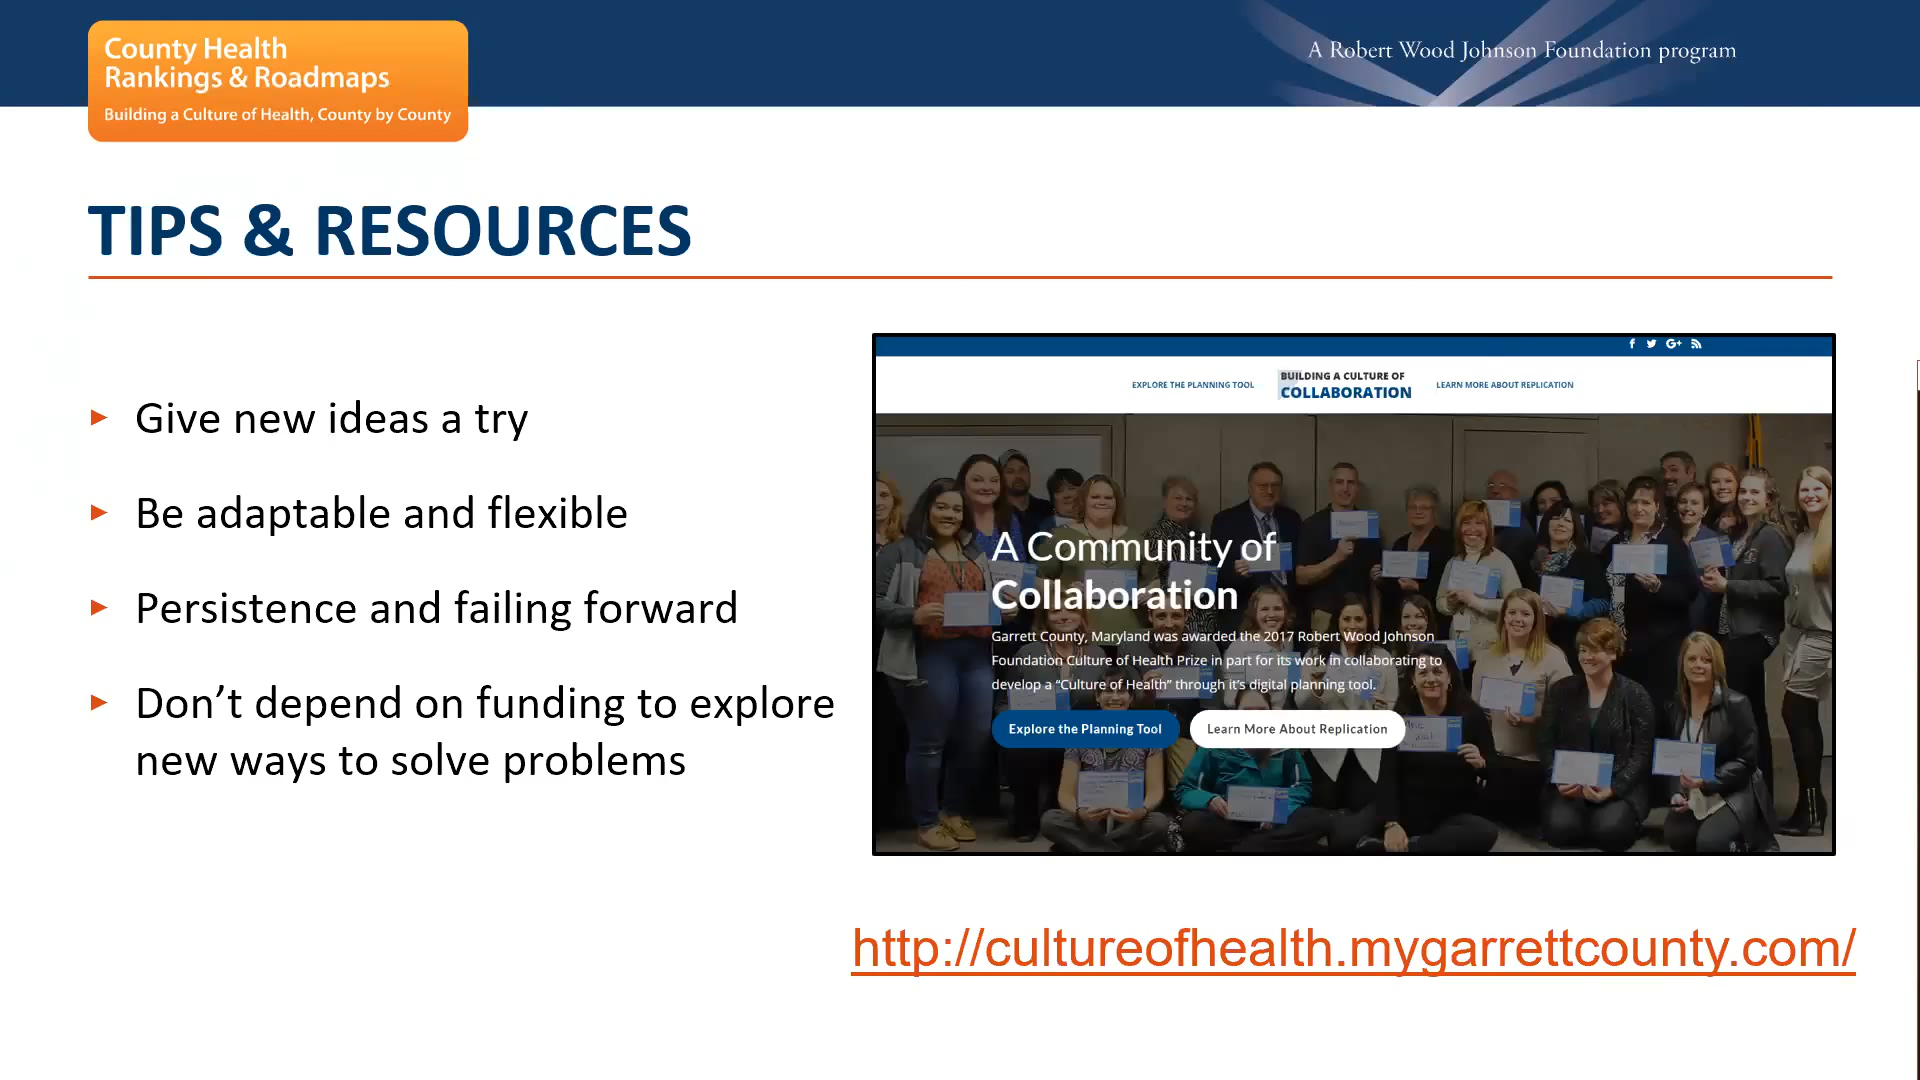 County Health
Rankings & Roadmaps
Building a Culture of Health, County by County
A Robert Wood Johnson Foundation program
TIPS & RESOURCES
Give new ideas a try
Be adaptable and flexible
Persistence and failing forward
Don’t depend on funding to explore
new ways to solve problems
EXPLORE THE PLANNING TOOL
BUILDING A CULTURE OF
COLLABORATION
LEARN MORE ABOUT REPLICATION
A Community of
Collaboration
Garrett County, Maryland was awarded the 2017 Robert Wood Johnson
Foundation Culture of Health Prize in part for its work in collaborating to
develop a “Culture of Health” through it’s digital planning tool.
Explore the Planning Tool
Learn More About Replication
http://cultureofhealth.mygarrettcounty.com/